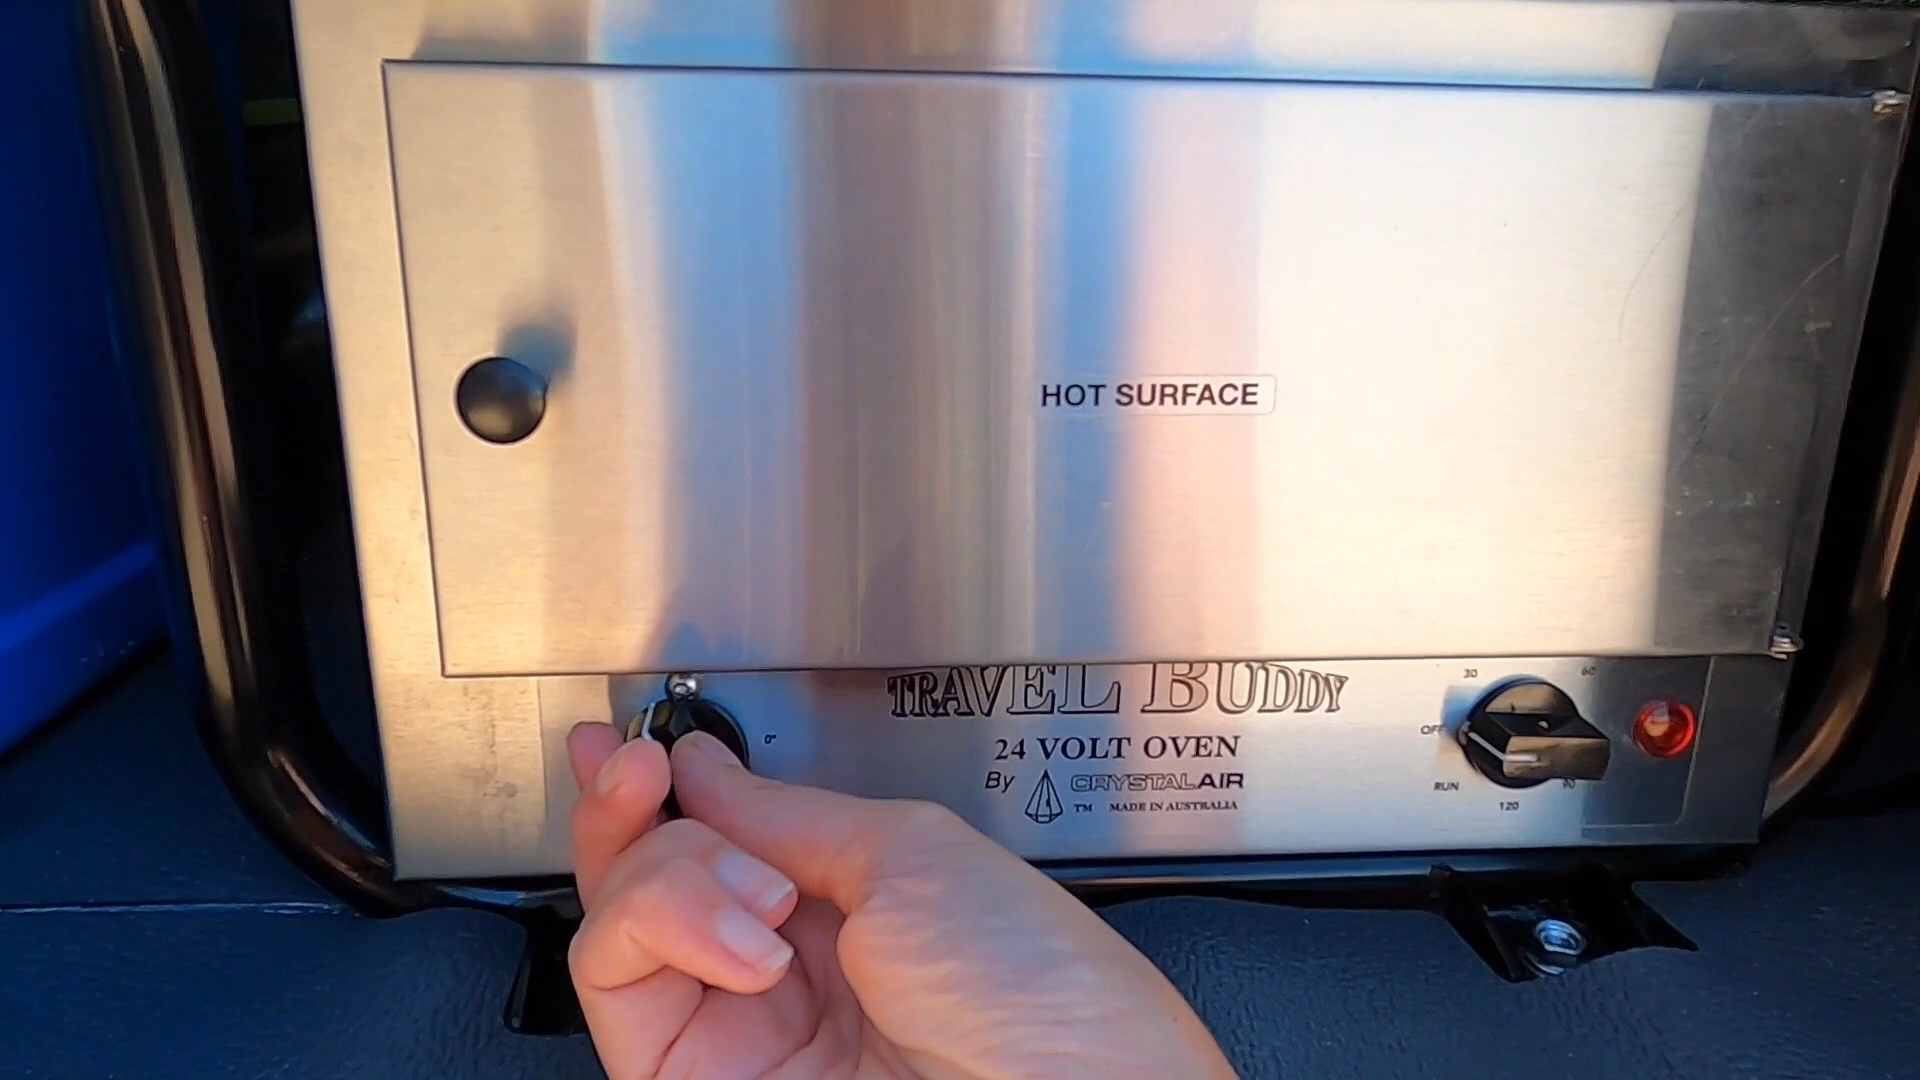 HOT SURFACE
TRAVEL BUDDY
24 VOLT OVEN
By CRYSTALAIR
TM MADE IN AUSTRALIA
0°
30
60
OFF
RUN
120
90